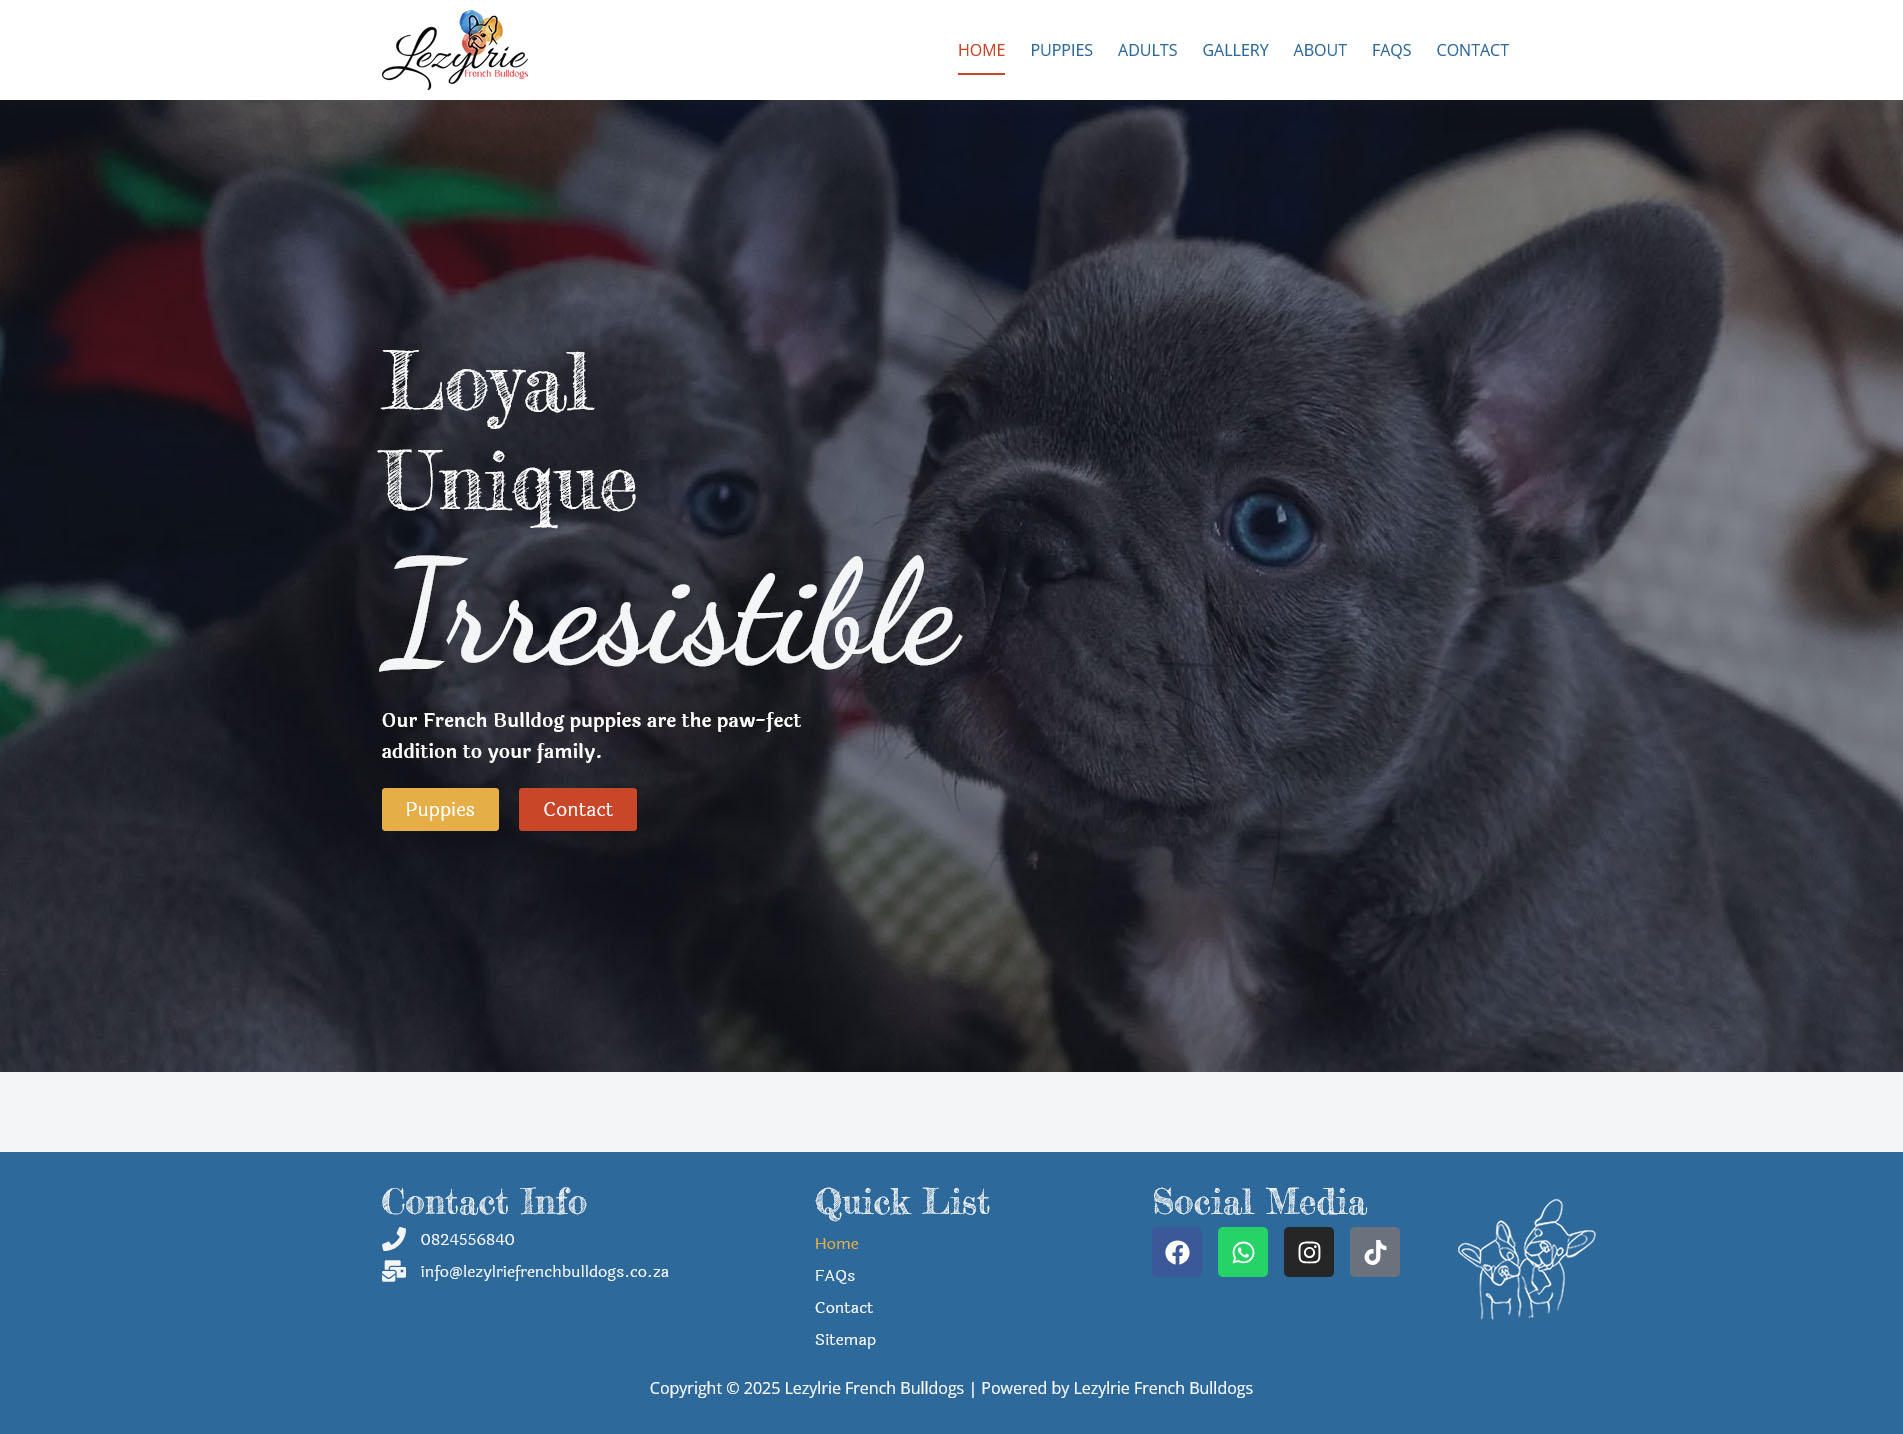 Lezylrie
French Bulldogs
HOME PUPPIES ADULTS GALLERY ABOUT FAQS CONTACT
Loyal
Unique
Irresistible
Our French Bulldog puppies are the paw-fect
addition to your family.
Puppies Contact
Contact Info
0824556840
info@lezylriefrenchbulldogs.co.za
Quick List
Home
FAQs
Contact
Sitemap
Social Media
Copyright © 2025 Lezylrie French Bulldogs | Powered by Lezylrie French Bulldogs